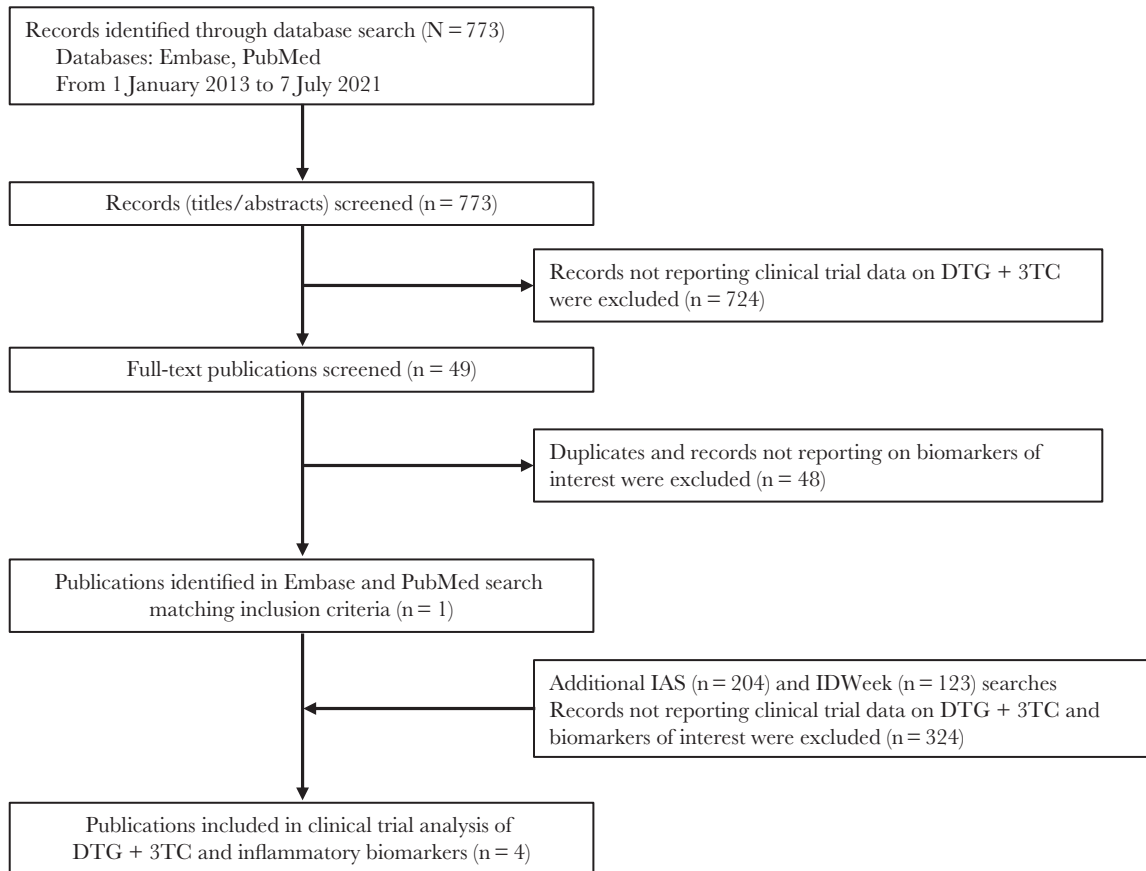 Records identified through database search (N = 773)
Databases: Embase, PubMed
From 1 January 2013 to 7 July 2021
Records (titles/abstracts) screened (n = 773)
Records not reporting clinical trial data on DTG + 3TC
were excluded (n = 724)
Full-text publications screened (n = 49)
Duplicates and records not reporting on biomarkers of
interest were excluded (n = 48)
Publications identified in Embase and PubMed search
matching inclusion criteria (n = 1)
Additional IAS (n = 204) and IDWeek (n = 123) searches
Records not reporting clinical trial data on DTG + 3TC and
biomarkers of interest were excluded (n = 324)
Publications included in clinical trial analysis of
DTG + 3TC and inflammatory biomarkers (n = 4)